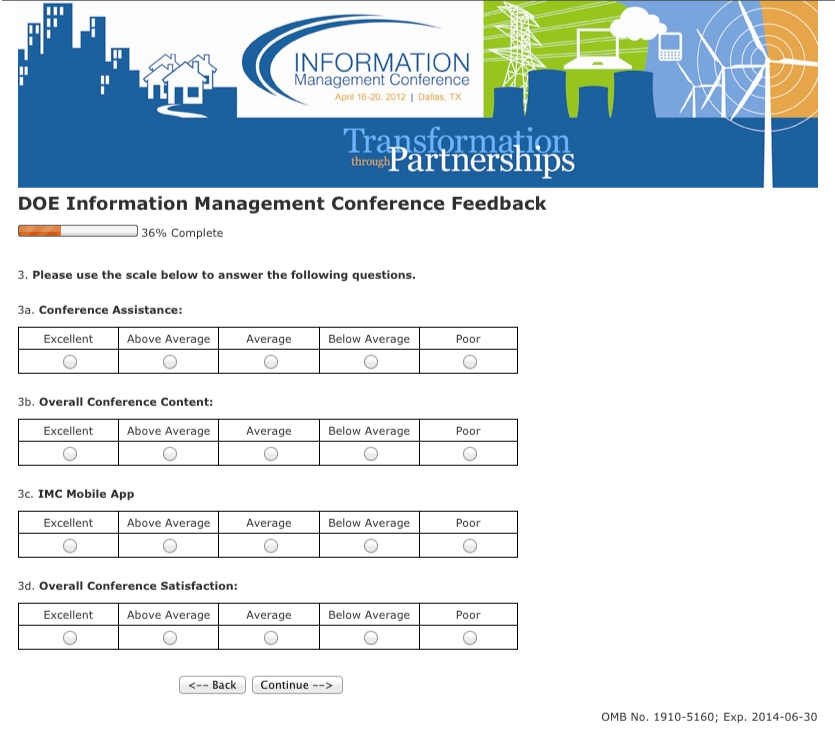 INFORMATION
Management Conference
April 16-20, 2012 | Dallas, TX
Transformation
through Partnerships
DOE Information Management Conference Feedback
36% Complete
3. Please use the scale below to answer the following questions.
3a. Conference Assistance:
Excellent Above Average Average Below Average Poor
3b. Overall Conference Content:
Excellent Above Average Average Below Average Poor
3c. IMC Mobile App
Excellent Above Average Average Below Average Poor
3d. Overall Conference Satisfaction:
Excellent Above Average Average Below Average Poor
<-- Back Continue -->
OMB No. 1910-5160; Exp. 2014-06-30